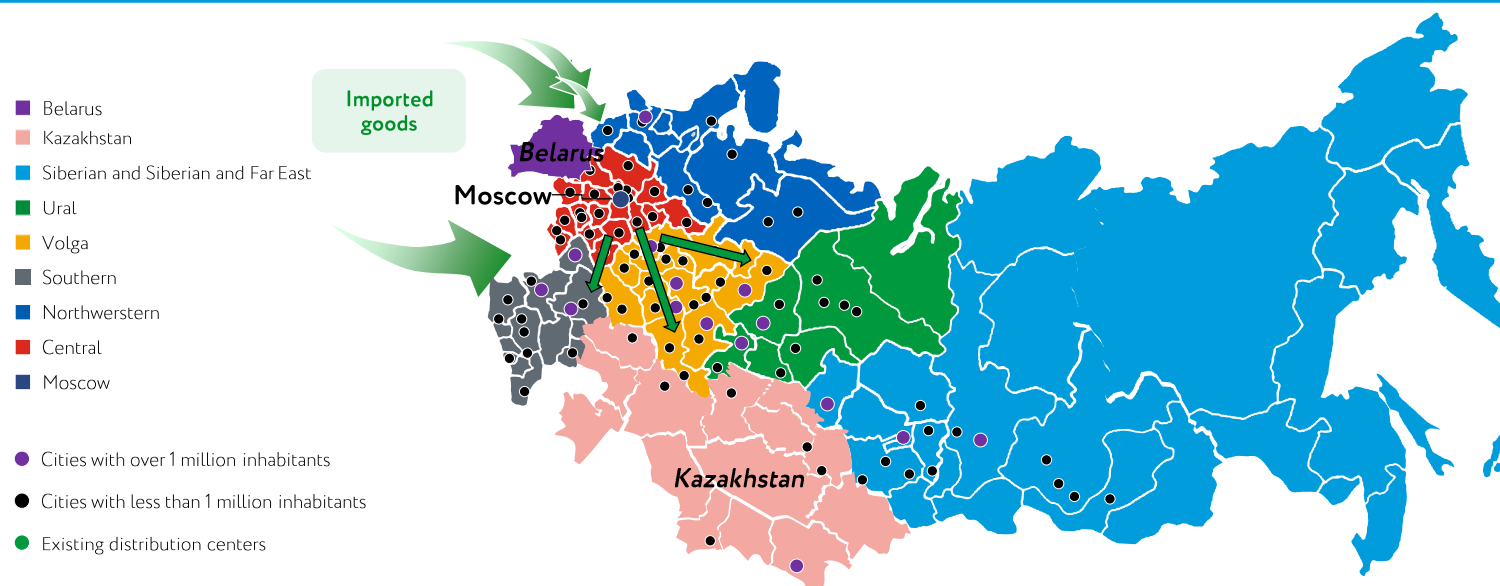 Imported
goods
Belarus
Kazakhstan
Siberian and Siberian and Far East
Ural
Volga
Southern
Northwerstern
Central
Moscow
Cities with over 1 million inhabitants
Cities with less than 1 million inhabitants
Existing distribution centers
Belarus
Moscow
Kazakhstan